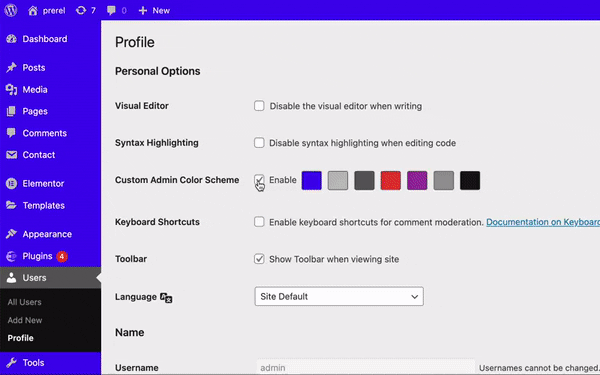 prerel 7 0 New
Dashboard
Posts
Media
Pages
Comments
Contact
Elementor
Templates
Appearance
Plugins 4
Users
All Users
Add New
Profile
Tools
Profile
Personal Options
Visual Editor Disable the visual editor when writing
Syntax Highlighting Disable syntax highlighting when editing code
Custom Admin Color Scheme Enable
Keyboard Shortcuts Enable keyboard shortcuts for comment moderation. Documentation on Keyboard
Toolbar Show Toolbar when viewing site
Language Site Default
Name
Username admin Usernames cannot be changed.